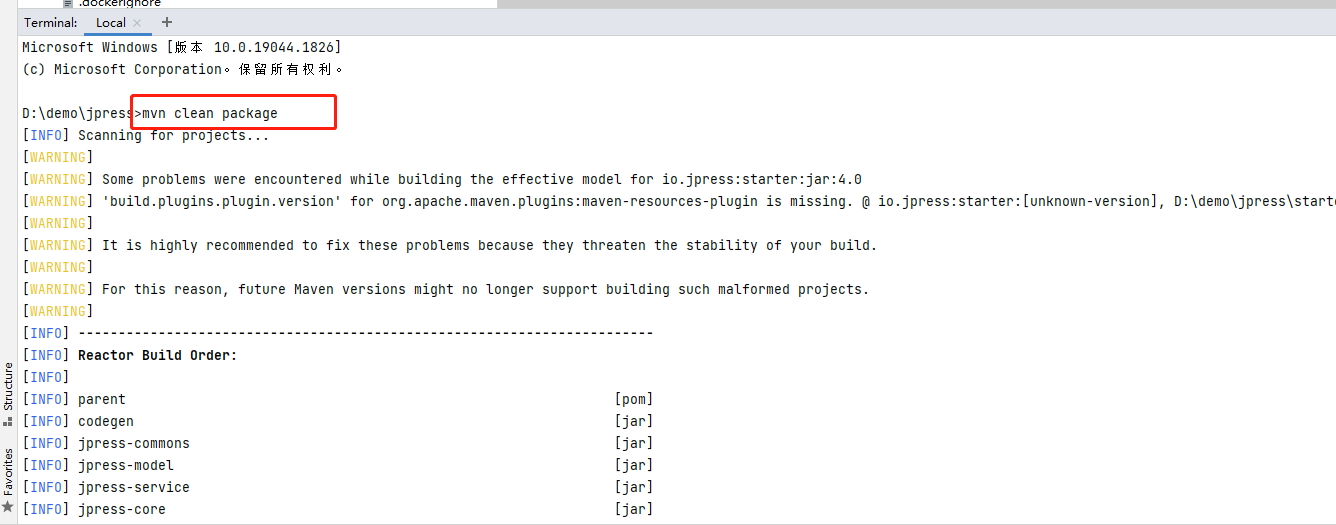 .dockerignore
Terminal: Local × +
Microsoft Windows [版本 10.0.19044.1826]
(c) Microsoft Corporation。保留所有权利。
D:\demo\jpress>mvn clean package
[INFO] Scanning for projects...
[WARNING]
[WARNING] Some problems were encountered while building the effective model for io.jpress:starter:jar:4.0
[WARNING] 'build.plugins.plugin.version' for org.apache.maven.plugins:maven-resources-plugin is missing. @ io.jpress:starter:[unknown-version], D:\demo\jpress\starte
[WARNING]
[WARNING] It is highly recommended to fix these problems because they threaten the stability of your build.
[WARNING]
[WARNING] For this reason, future Maven versions might no longer support building such malformed projects.
[WARNING]
[INFO] ------------------------------------------------------------------------
[INFO] Reactor Build Order:
[INFO]
[INFO] parent [pom]
[INFO] codegen [jar]
[INFO] jpress-commons [jar]
[INFO] jpress-model [jar]
[INFO] jpress-service [jar]
[INFO] jpress-core [jar]
Structure
Favorites